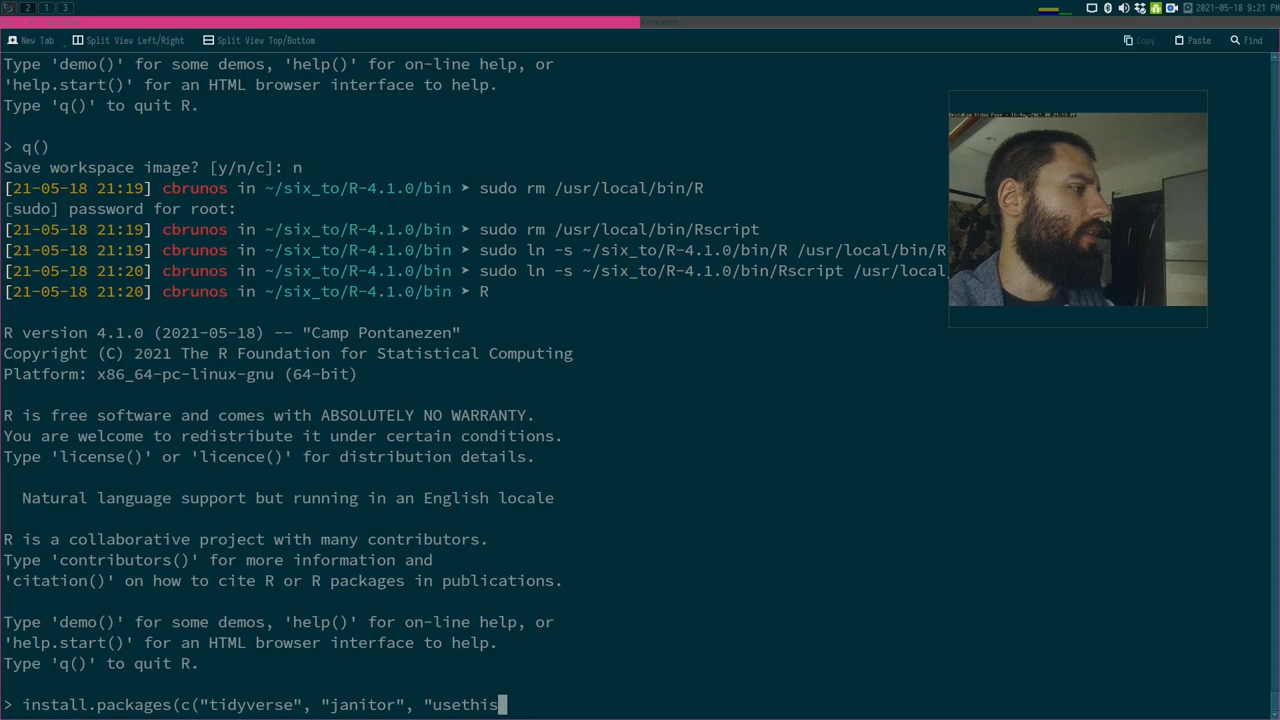 2 1 3 2021-05-18 9:21 PM
New Tab Split View Left/Right Split View Top/Bottom Copy Paste Find
Type 'demo()' for some demos, 'help()' for on-line help, or
'help.start()' for an HTML browser interface to help.
Type 'q()' to quit R.
> q()
Save workspace image? [y/n/c]: n
[21-05-18 21:19] cbrunos in ~/six_to/R-4.1.0/bin ➤ sudo rm /usr/local/bin/R
[sudo] password for root:
[21-05-18 21:19] cbrunos in ~/six_to/R-4.1.0/bin ➤ sudo rm /usr/local/bin/Rscript
[21-05-18 21:19] cbrunos in ~/six_to/R-4.1.0/bin ➤ sudo ln -s ~/six_to/R-4.1.0/bin/R /usr/local/bin/R
[21-05-18 21:20] cbrunos in ~/six_to/R-4.1.0/bin ➤ sudo ln -s ~/six_to/R-4.1.0/bin/Rscript /usr/local
[21-05-18 21:20] cbrunos in ~/six_to/R-4.1.0/bin ➤ R
R version 4.1.0 (2021-05-18) -- "Camp Pontanezen"
Copyright (C) 2021 The R Foundation for Statistical Computing
Platform: x86_64-pc-linux-gnu (64-bit)
R is free software and comes with ABSOLUTELY NO WARRANTY.
You are welcome to redistribute it under certain conditions.
Type 'license()' or 'licence()' for distribution details.
Natural language support but running in an English locale
R is a collaborative project with many contributors.
Type 'contributors()' for more information and
'citation()' on how to cite R or R packages in publications.
Type 'demo()' for some demos, 'help()' for on-line help, or
'help.start()' for an HTML browser interface to help.
Type 'q()' to quit R.
> install.packages(c("tidyverse", "janitor", "usethis